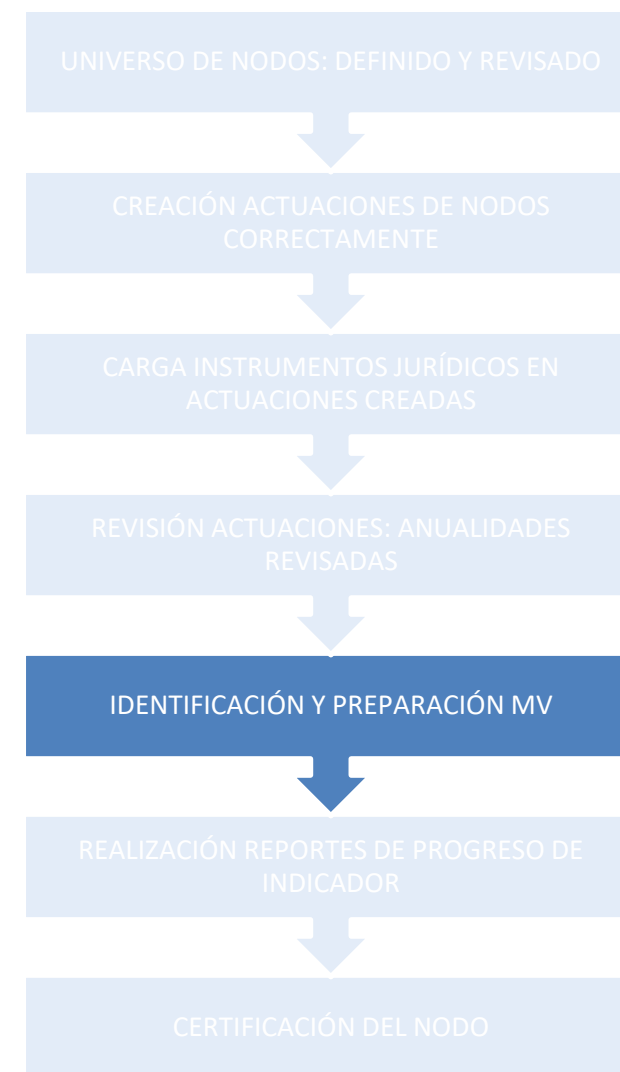 UNIVERSO DE NODOS: DEFINIDO Y REVISADO
CREACIÓN ACTUACIONES DE NODOS
CORRECTAMENTE
CARGA INSTRUMENTOS JURÍDICOS EN
ACTUACIONES CREADAS
REVISIÓN ACTUACIONES: ANUALIDADES
REVISADAS
IDENTIFICACIÓN Y PREPARACIÓN MV
REALIZACIÓN REPORTES DE PROGRESO DE
INDICADOR
CERTIFICACIÓN DEL NODO